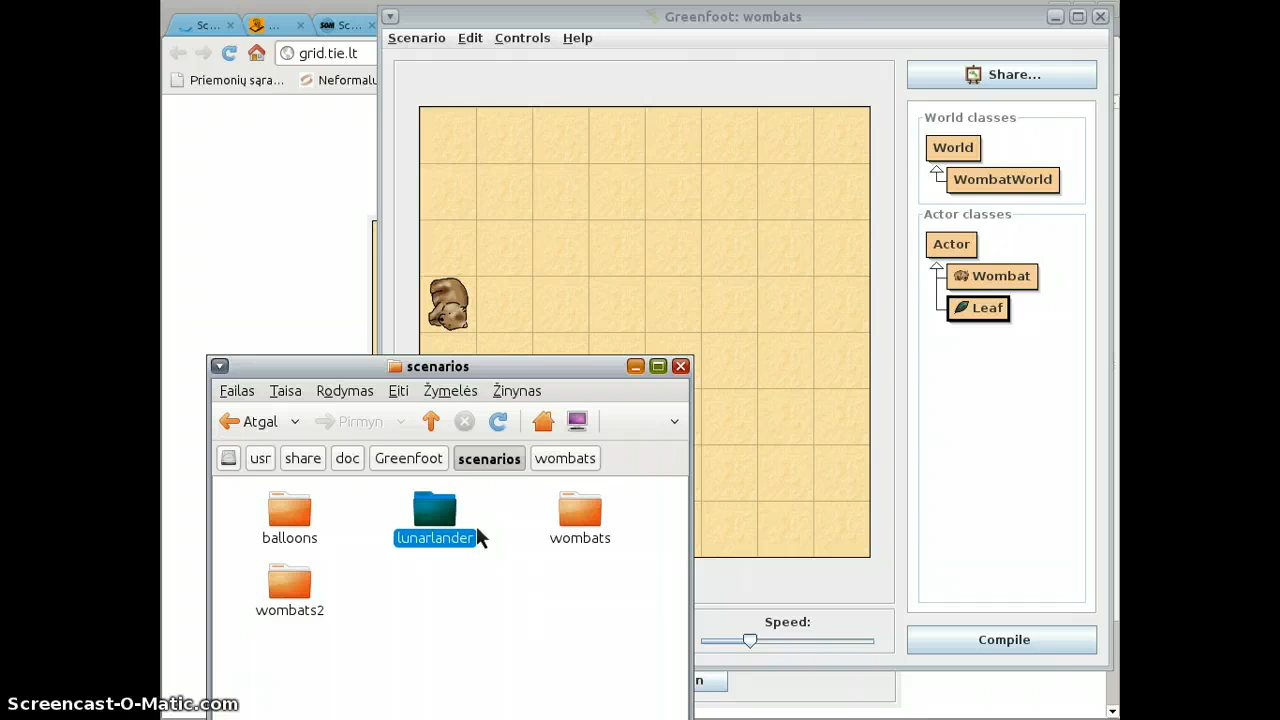 Sc...
...
Sc...
grid.tie.lt
Priemonių sąra...
Neformalu
Greenfoot: wombats
Scenario Edit Controls Help
Share...
World classes
World
WombatWorld
Actor classes
Actor
Wombat
Leaf
Speed:
Compile
n
scenarios
Failas Taisa Rodymas Eiti Žymelės Žinynas
Atgal Pirmyn
usr share doc Greenfoot scenarios wombats
balloons lunarlander wombats
wombats2
Screencast-O-Matic.com